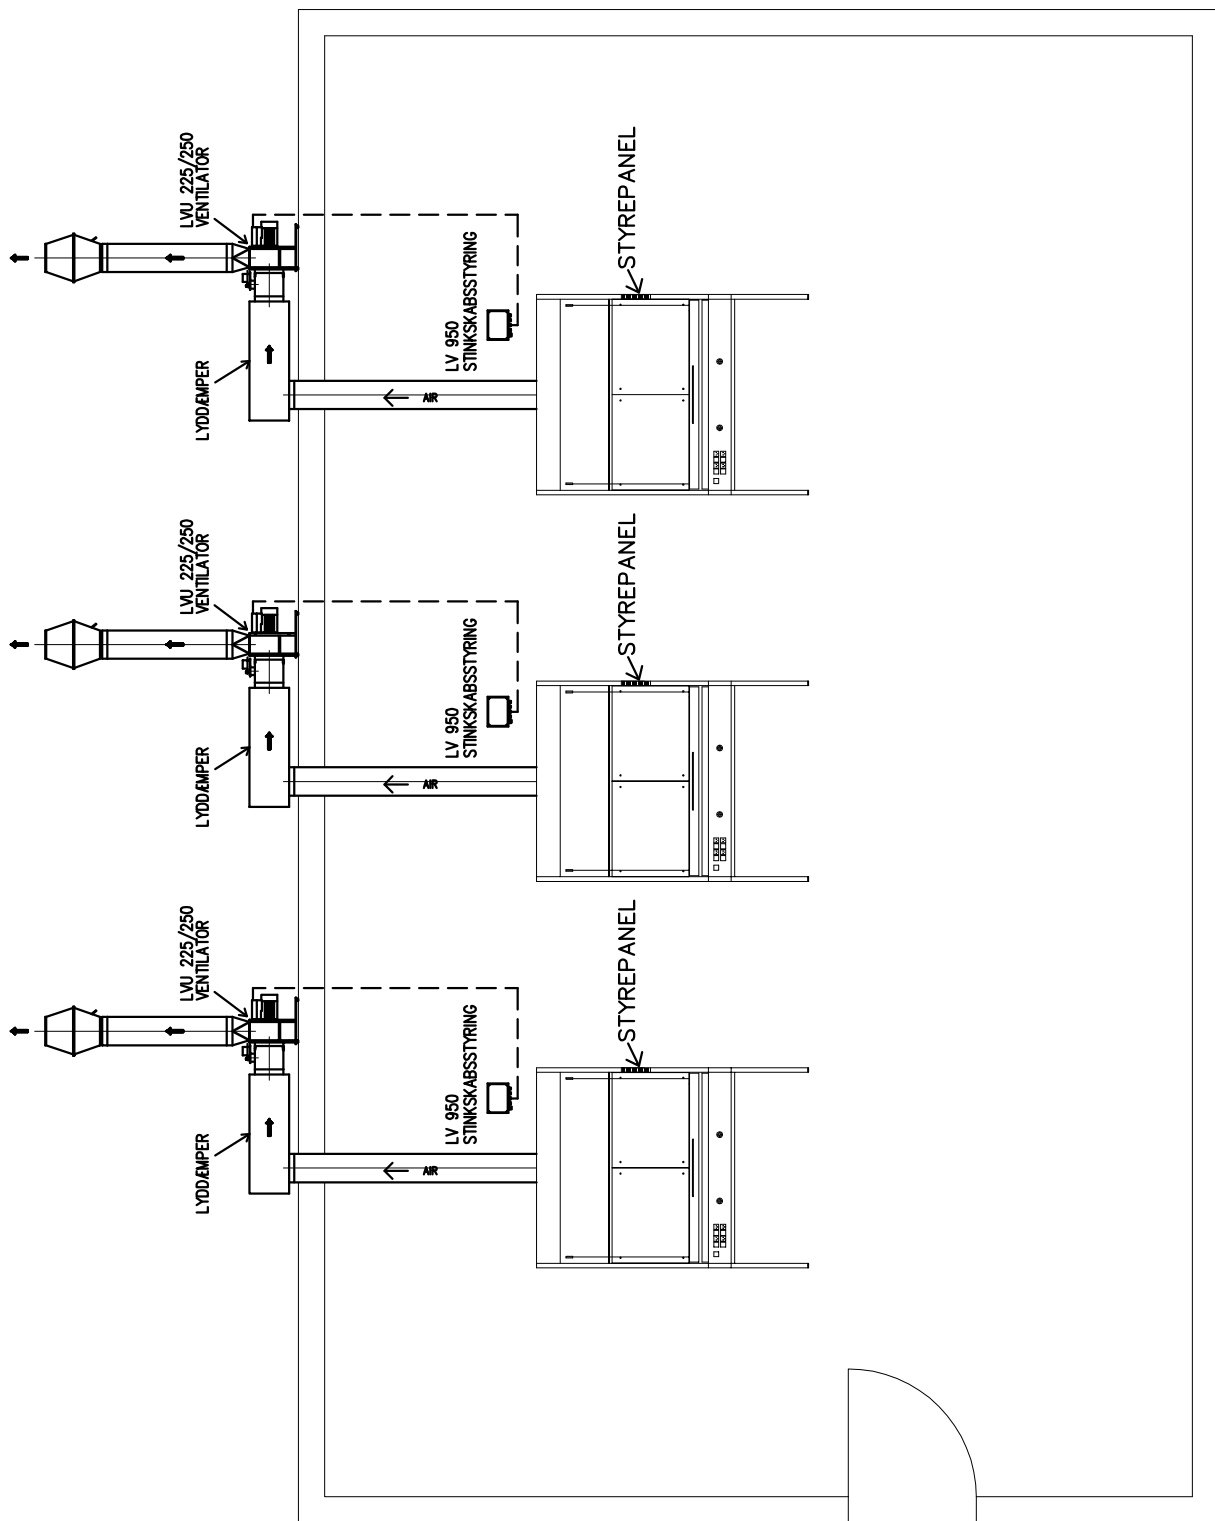 LVU 225/250
VENTILATOR
LYDDÆMPER
LV 950
STINKSKABSSTYRING
AIR
STYREPANEL
LVU 225/250
VENTILATOR
LYDDÆMPER
LV 950
STINKSKABSSTYRING
AIR
STYREPANEL
LVU 225/250
VENTILATOR
LYDDÆMPER
LV 950
STINKSKABSSTYRING
AIR
STYREPANEL